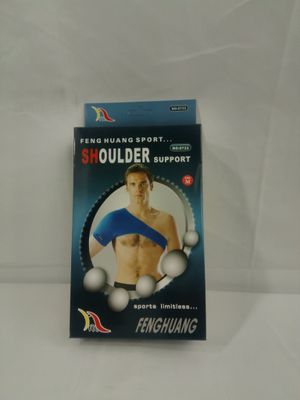 FENG HUANG SPORT...
SHOULDER SUPPORT
M
sports limitless...
FENGHUANG